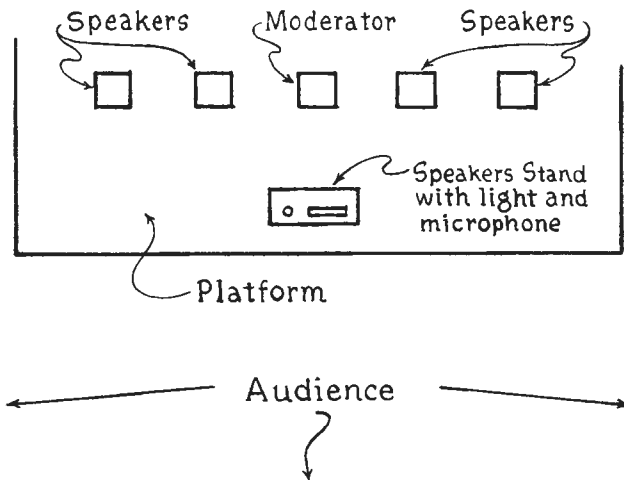 Speakers
Moderator
Speakers
Speakers Stand
with light and
microphone
Platform
Audience